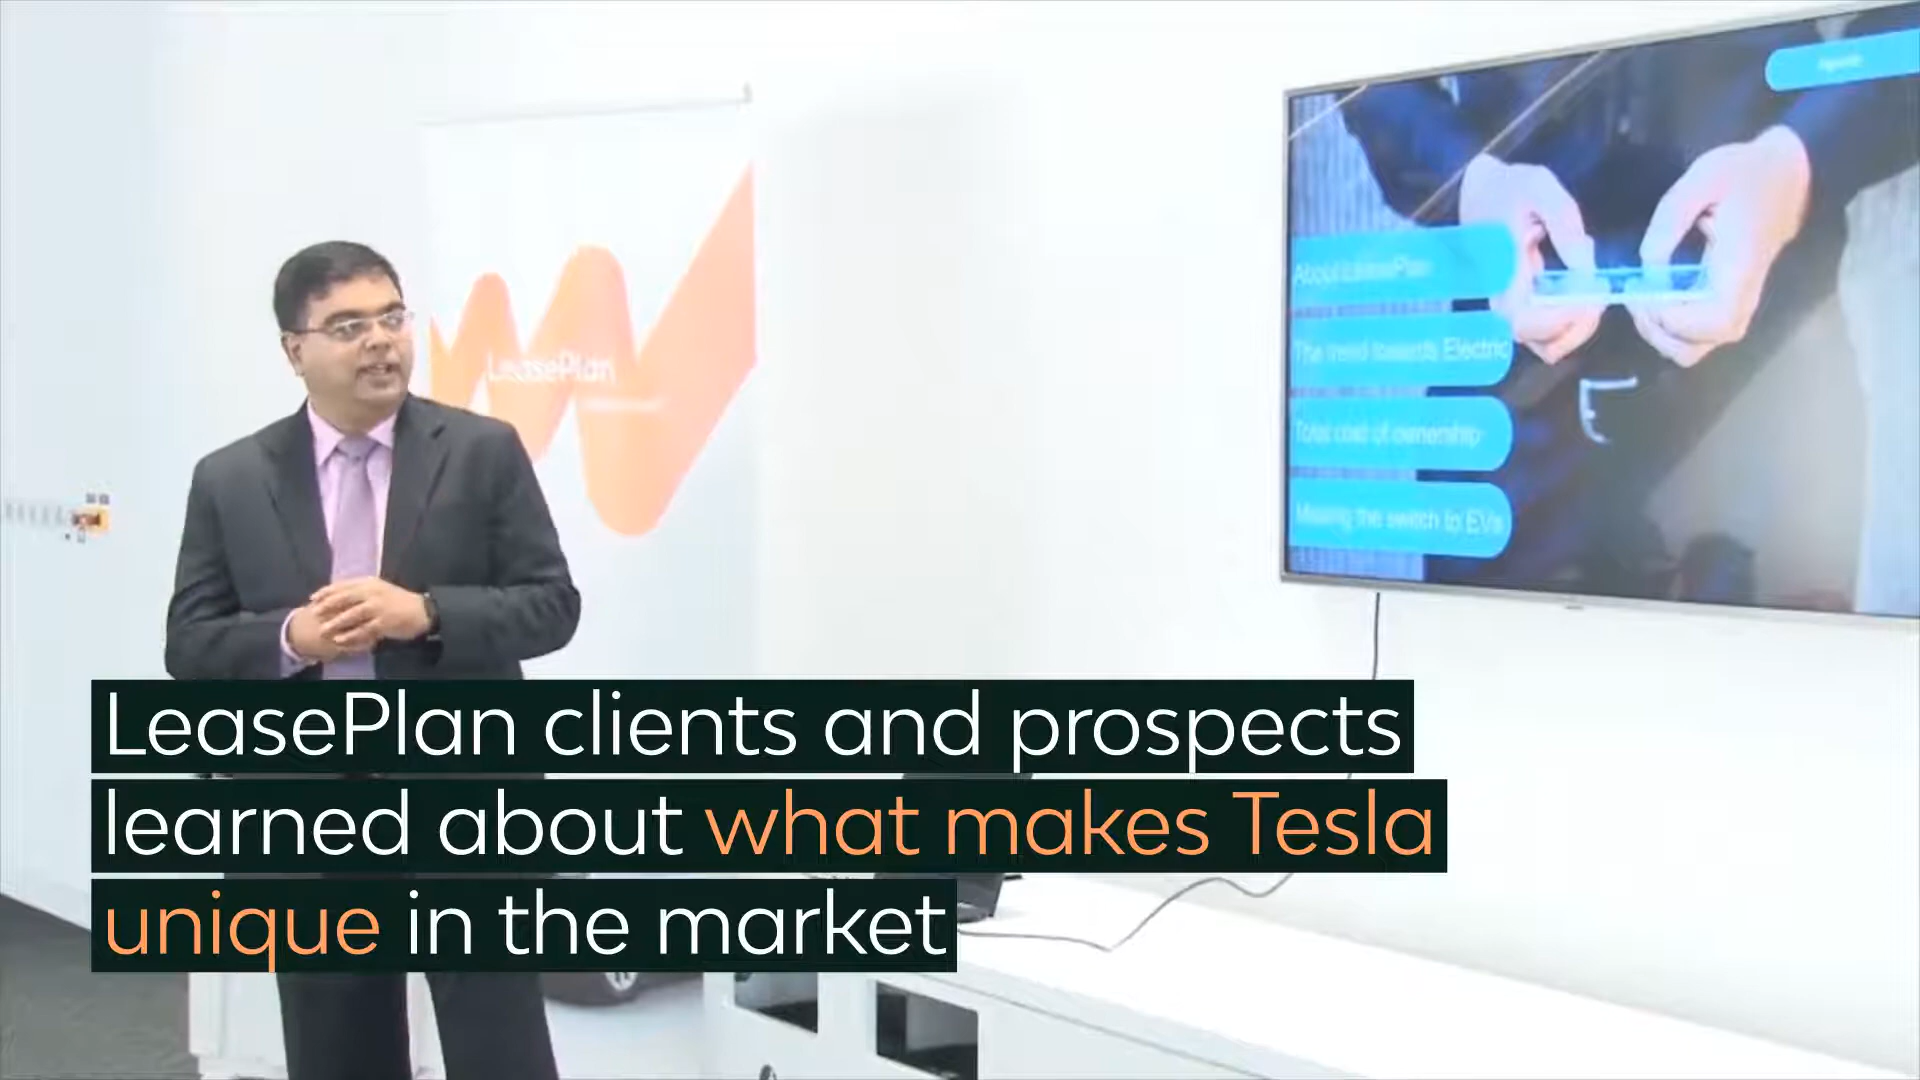 Agenda
LeasePlan
About LeasePlan
The trend towards Electric
Total cost of ownership
Making the switch to EVs
LeasePlan clients and prospects
learned about what makes Tesla
unique in the market